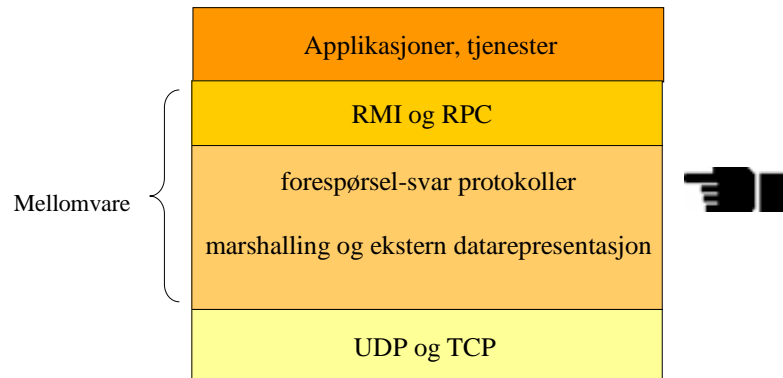 Applikasjoner, tjenester
RMI og RPC
forespørsel-svar protokoller
Mellomvare
marshalling og ekstern datarepresentasjon
UDP og TCP